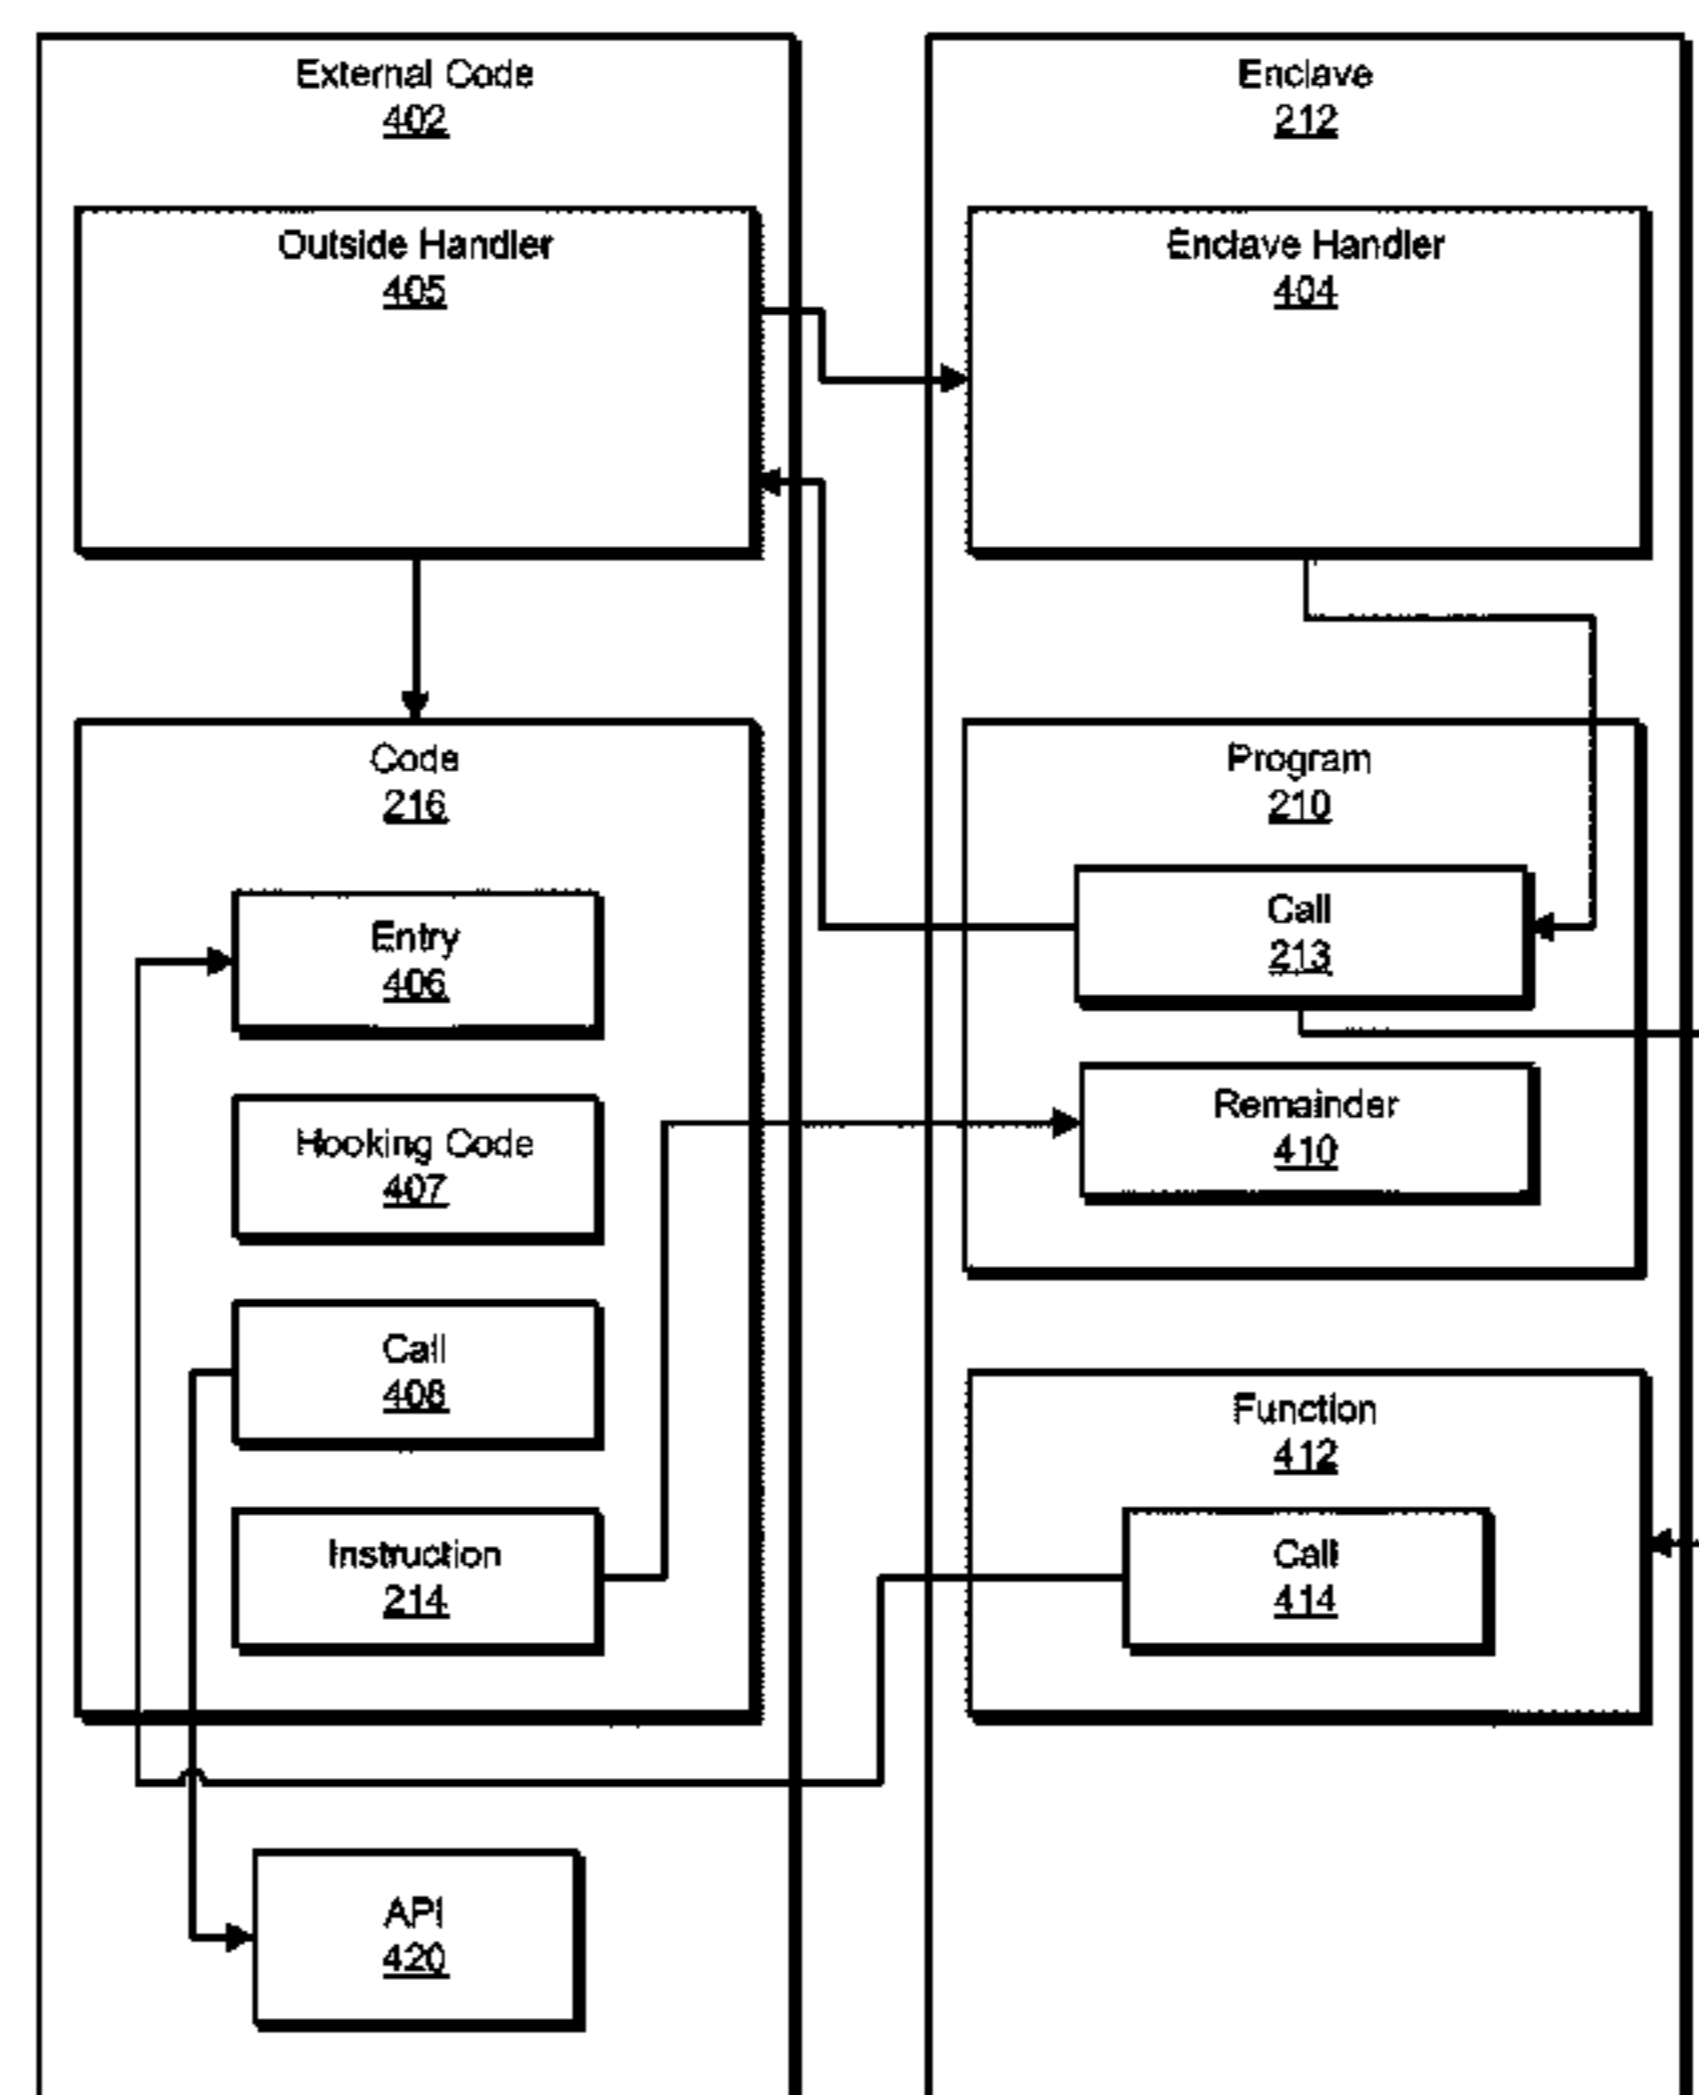 External Code
402
Outside Handler
405
Code
216
Entry
406
Hooking Code
407
Call
408
Instruction
214
API
420
Enclave
212
Enclave Handler
404
Program
210
Call
213
Remainder
410
Function
412
Call
414